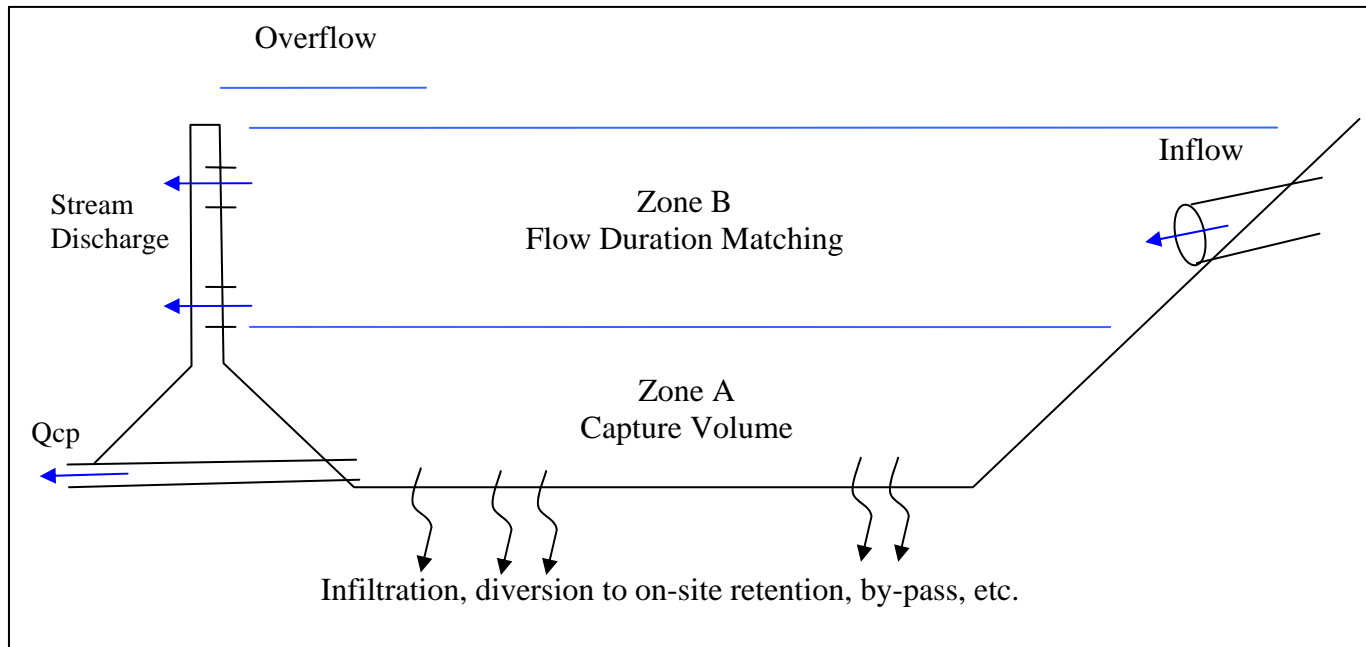 Overflow
Inflow
Stream
Discharge
Zone B
Flow Duration Matching
Zone A
Capture Volume
Qcp
Infiltration, diversion to on-site retention, by-pass, etc.